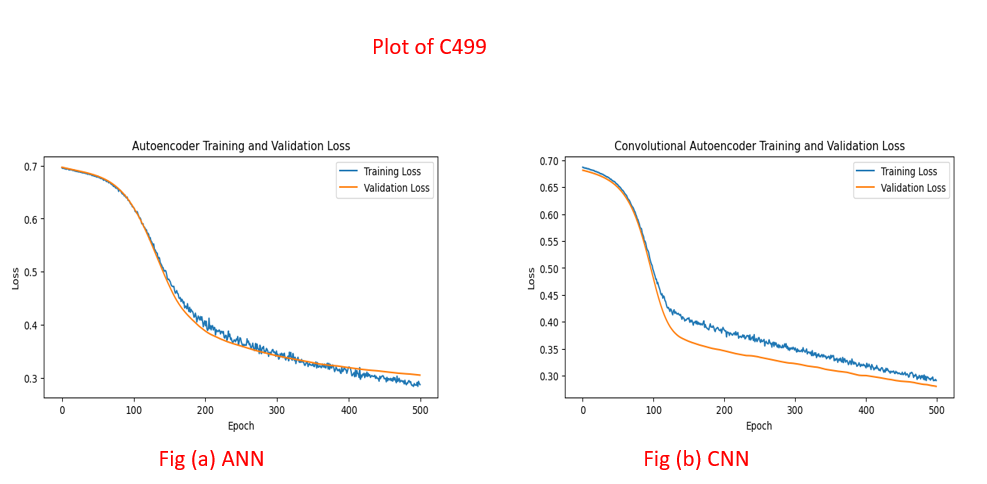 Plot of C499
Autoencoder Training and Validation Loss
0.7
0.6
0.5
0.4
0.3
Loss
0 100 200 300 400 500
Epoch
Training Loss
Validation Loss
Fig (a) ANN
Convolutional Autoencoder Training and Validation Loss
0.70
0.65
0.60
0.55
0.50
0.45
0.40
0.35
0.30
Loss
0 100 200 300 400 500
Epoch
Training Loss
Validation Loss
Fig (b) CNN